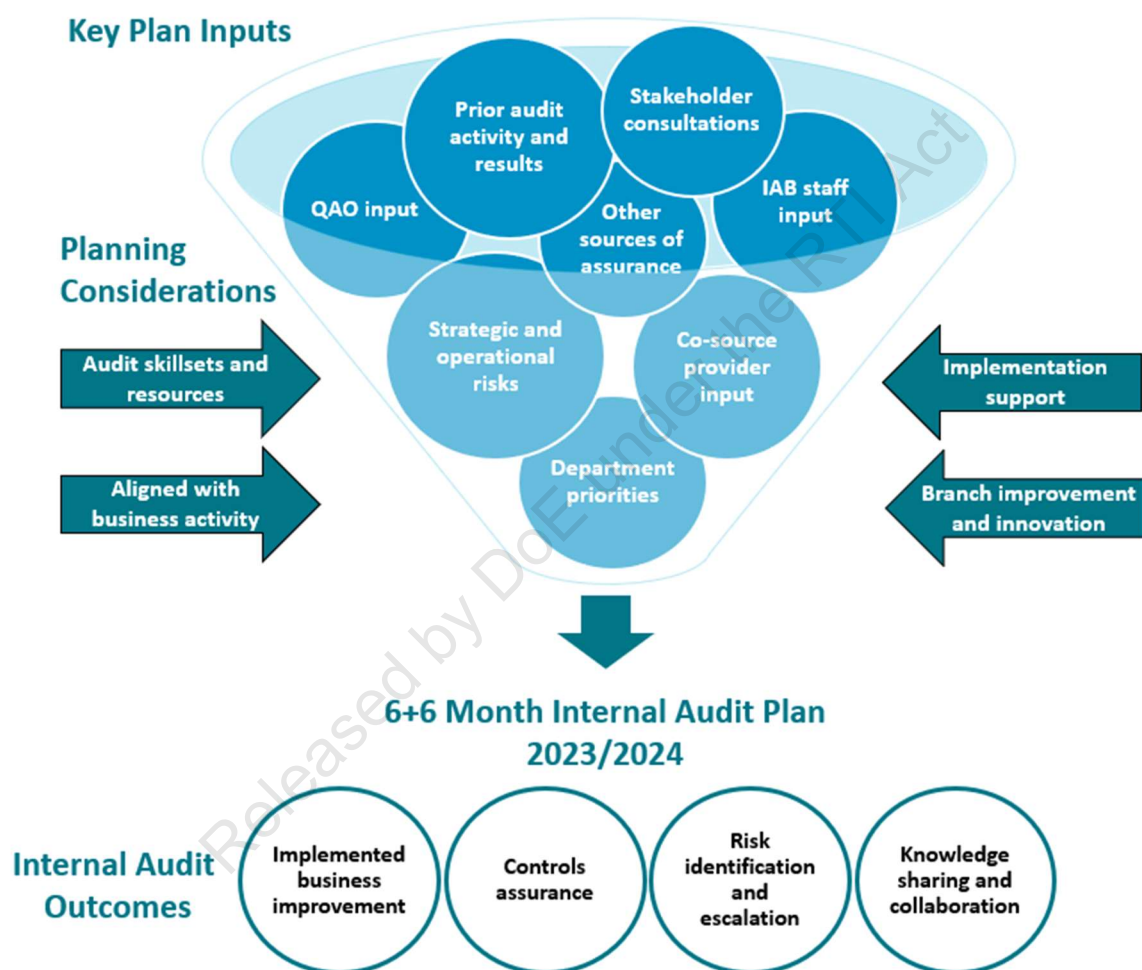 Key Plan Inputs
Prior audit
activity and
results
Stakeholder
consultations
QAO input
Other
sources of
assurance
IAB staff
input
Planning
Considerations
Strategic and
operational
risks
Co-source
provider
input
Audit skillsets and
resources
Implementation
support
Department
priorities
Aligned with
business activity
Branch improvement
and innovation
Released by DoE under the RTI Act
6+6 Month Internal Audit Plan
2023/2024
Internal Audit
Outcomes
Implemented
business
improvement
Controls
assurance
Risk
identification
and
escalation
Knowledge
sharing and
collaboration